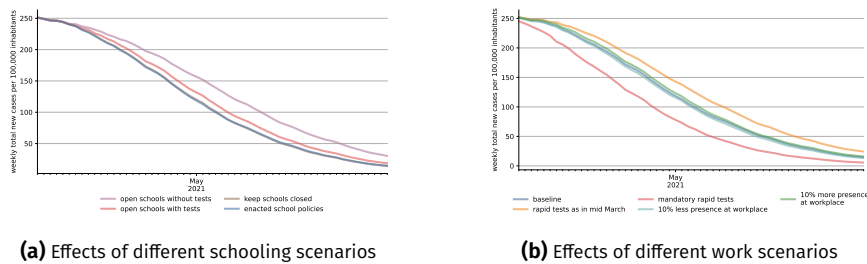 weekly total new cases per 100,000 inhabitants
250
200
150
100
50
May
2021
open schools without tests
open schools with tests
keep schools closed
enacted school policies
(a) Effects of different schooling scenarios
weekly total new cases per 100,000 inhabitants
250
200
150
100
50
0
May
2021
baseline
rapid tests as in mid March
mandatory rapid tests
10% less presence at workplace
10% more presence
at workplace
(b) Effects of different work scenarios